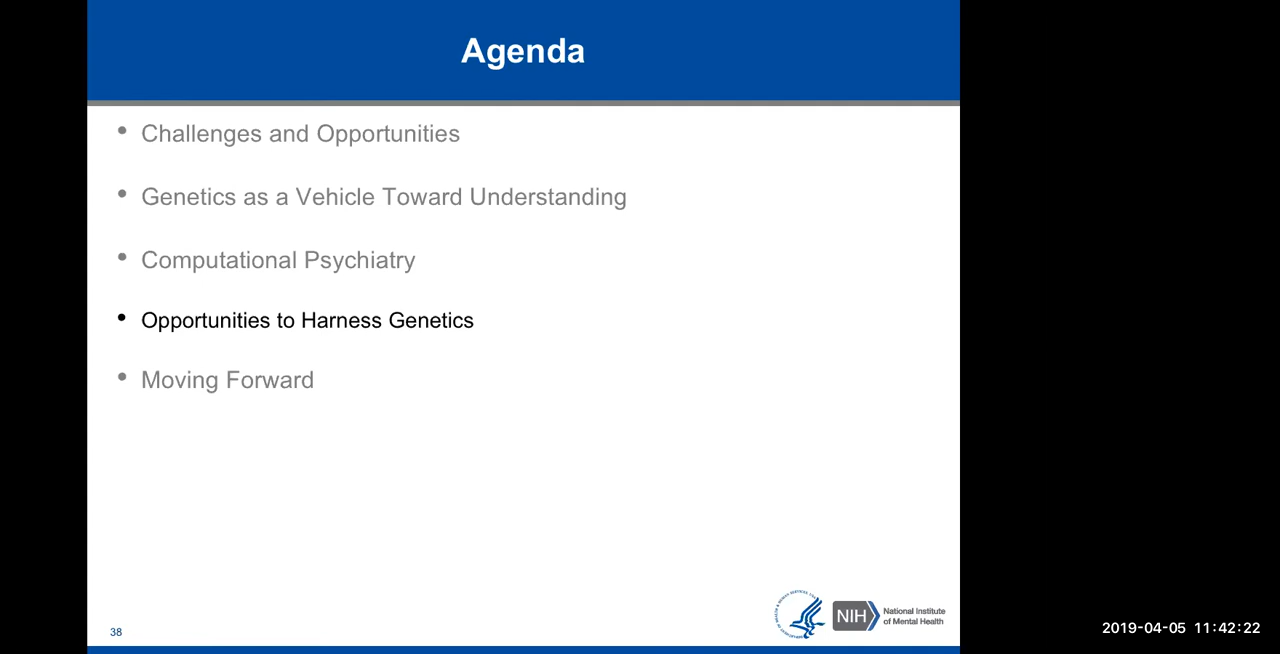 Agenda
• Challenges and Opportunities
• Genetics as a Vehicle Toward Understanding
• Computational Psychiatry
• Opportunities to Harness Genetics
• Moving Forward
38
NIH
National Institute
of Mental Health
2019-04-05 11:42:22